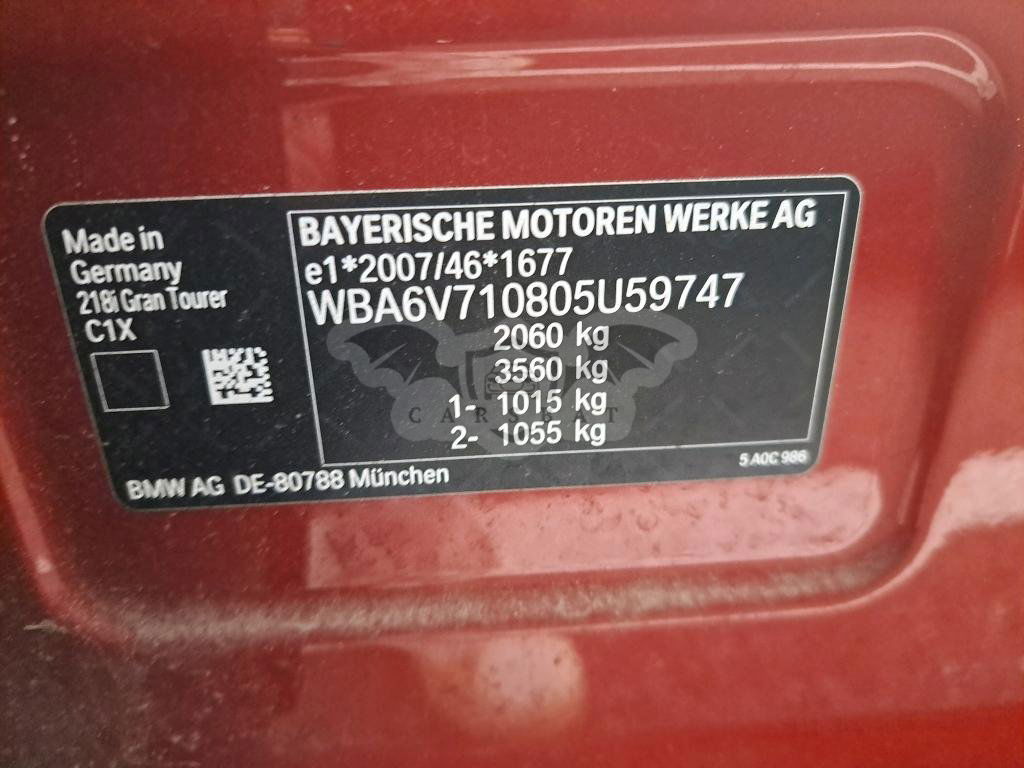 Made in
Germany
218i Gran Tourer
C1X
BAYERISCHE MOTOREN WERKE AG
e1*2007/46*1677
WBA6V710805U59747
2060 kg
3560 kg
1- 1015 kg
2- 1055 kg
CARSBAT
5 A0C 986
BMW AG DE-80788 München